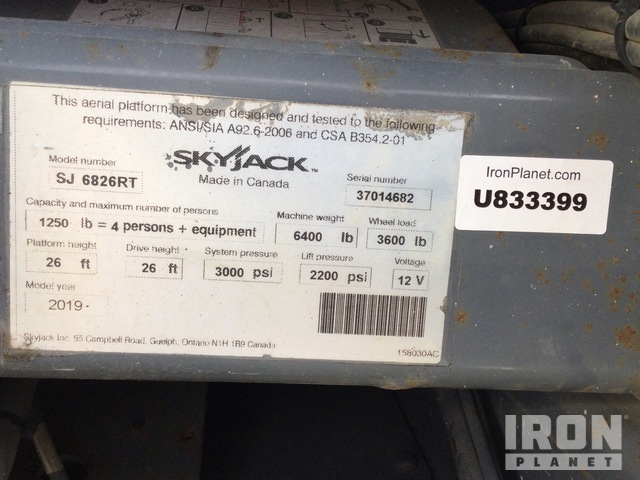 This aerial platform has been designed and tested to the following
requirements: ANSI/SIA A92.6-2006 and CSA B354.2-01
SKYJACK™
Made in Canada
Model number
SJ 6826RT
Serial number
37014682
Capacity and maximum number of persons
1250 lb = 4 persons + equipment
Machine weight
6400 lb
Wheel load
3600 lb
Platform height
26 ft
Drive height
26 ft
System pressure
3000 psi
Lift pressure
2200 psi
Voltage
12 V
Model year
2019
Skyjack Inc. 55 Campbell Road, Guelph, Ontario N1H 1B9 Canada
158030AC
IronPlanet.com
U833399
IRON
PLANET